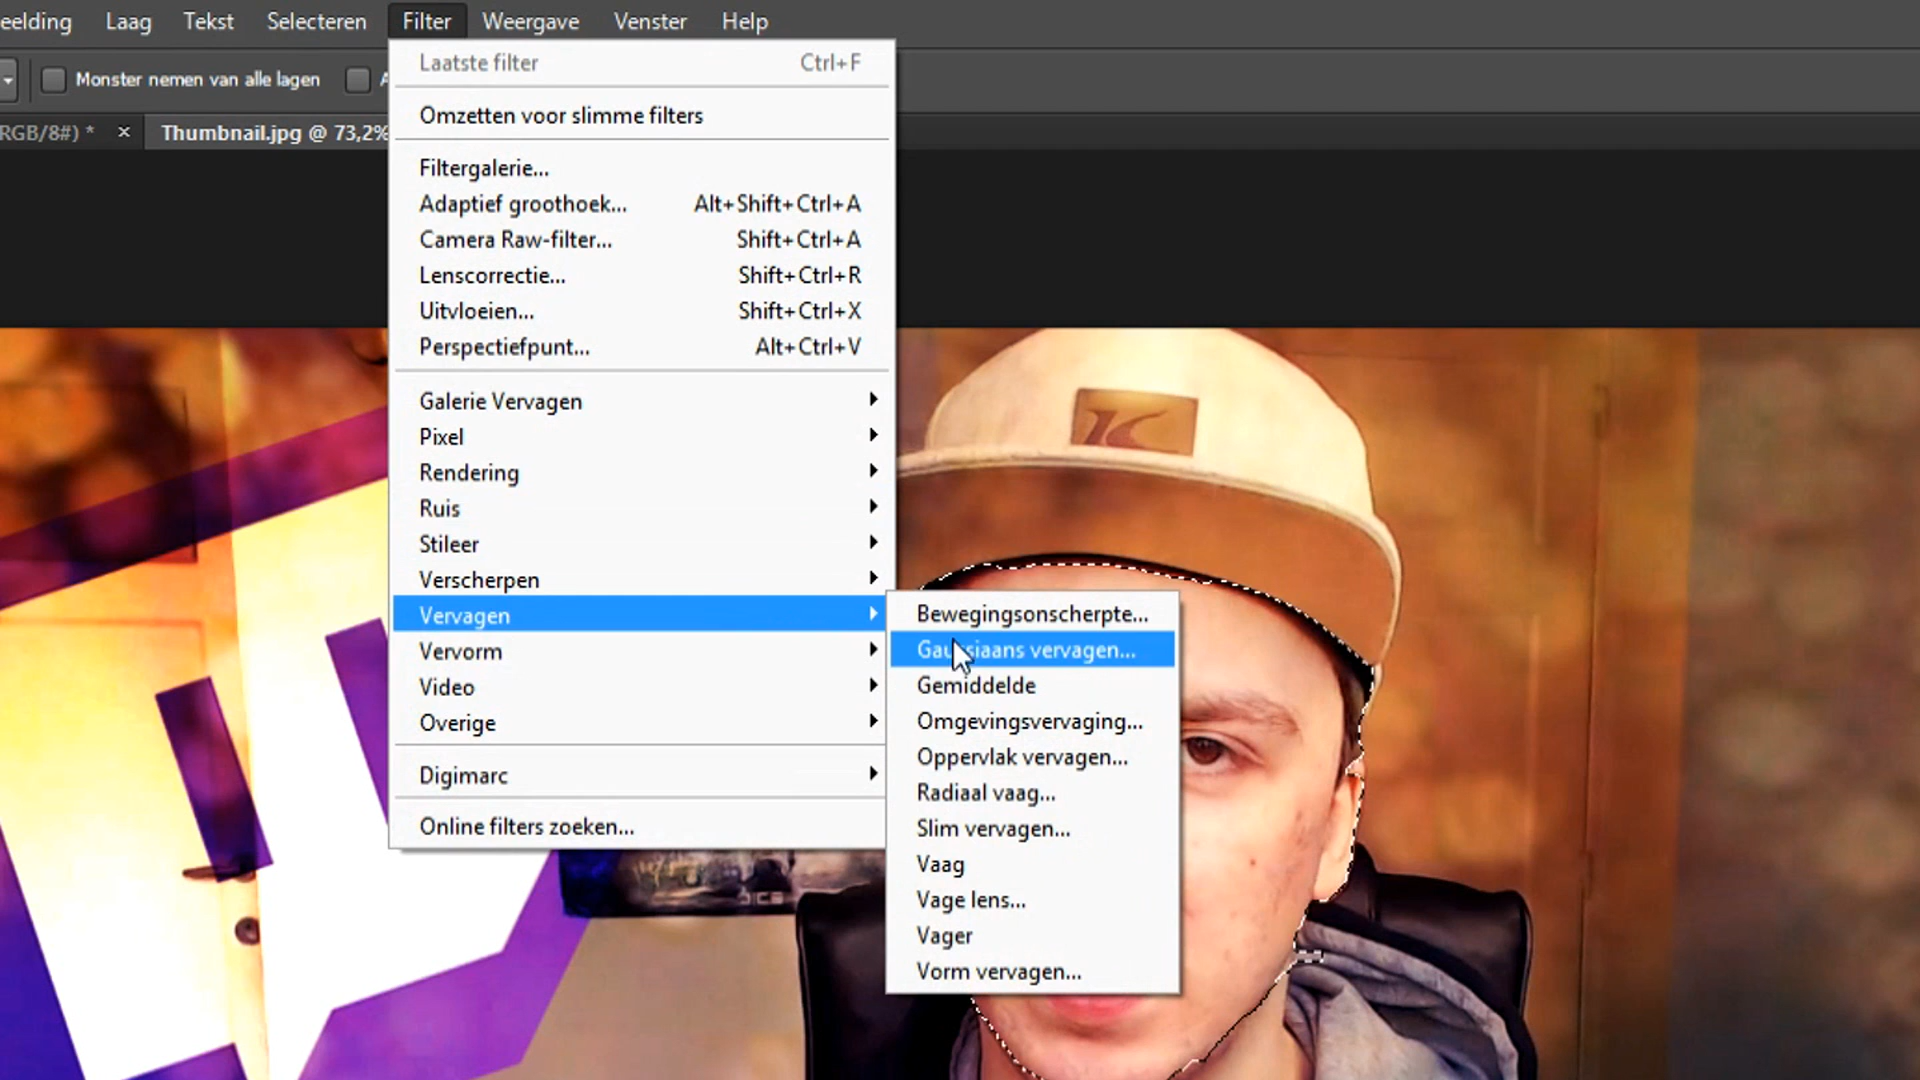 eelding Laag Tekst Selecteren Filter Weergave Venster Help
Monster nemen van alle lagen
RGB/8#) * × Thumbnail.jpg @ 73,2%
Laatste filter Ctrl+F
Omzetten voor slimme filters
Filtergalerie...
Adaptief groothoek... Alt+Shift+Ctrl+A
Camera Raw-filter... Shift+Ctrl+A
Lenscorrectie... Shift+Ctrl+R
Uitvloeien... Shift+Ctrl+X
Perspectiefpunt... Alt+Ctrl+V
Galerie Vervagen
Pixel
Rendering
Ruis
Stileer
Verscherpen
Vervagen
Vervorm
Video
Overige
Digimarc
Online filters zoeken...
Bewegingsonscherpte...
Gaussiaans vervagen...
Gemiddelde
Omgevingsvervaging...
Oppervlak vervagen...
Radiaal vaag...
Slim vervagen...
Vaag
Vage lens...
Vager
Vorm vervagen...